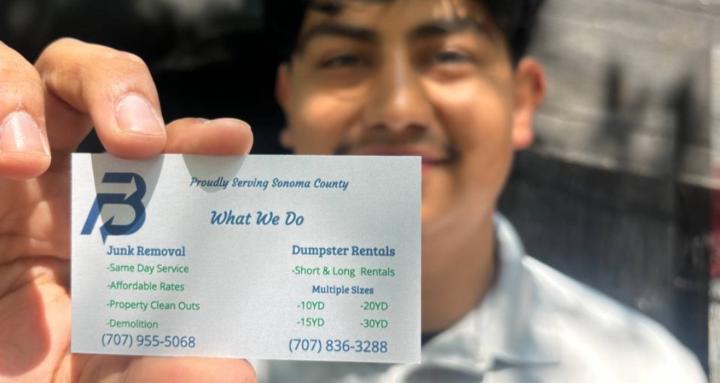 Proudly Serving Sonoma County
What We Do
Junk Removal
-Same Day Service
-Affordable Rates
-Property Clean Outs
-Demolition
(707) 955-5068
Dumpster Rentals
-Short & Long Rentals
Multiple Sizes
-10YD -20YD
-15YD -30YD
(707) 836-3288